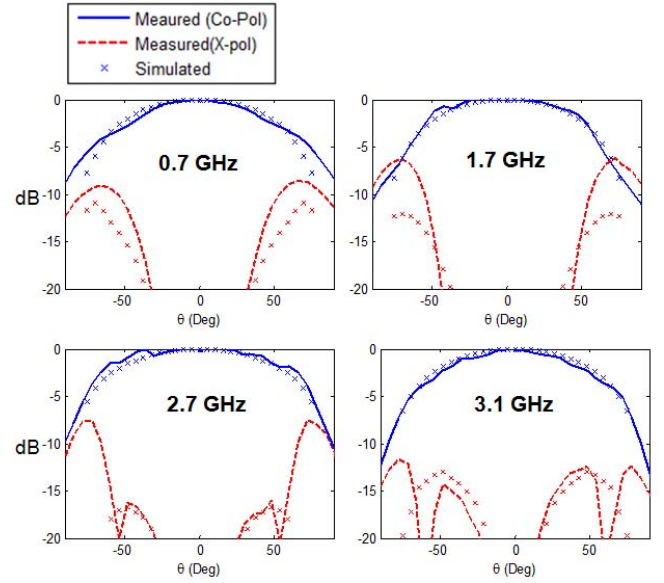 Meaured (Co-Pol)
Measured(X-pol)
Simulated
0
-5
-10
-15
-20
dB
0.7 GHz
-50
0
50
θ (Deg)
0
-5
-10
-15
-20
1.7 GHz
-50
0
50
θ (Deg)
0
-5
-10
-15
-20
dB
2.7 GHz
-50
0
50
θ (Deg)
0
-5
-10
-15
-20
3.1 GHz
-50
0
50
θ (Deg)